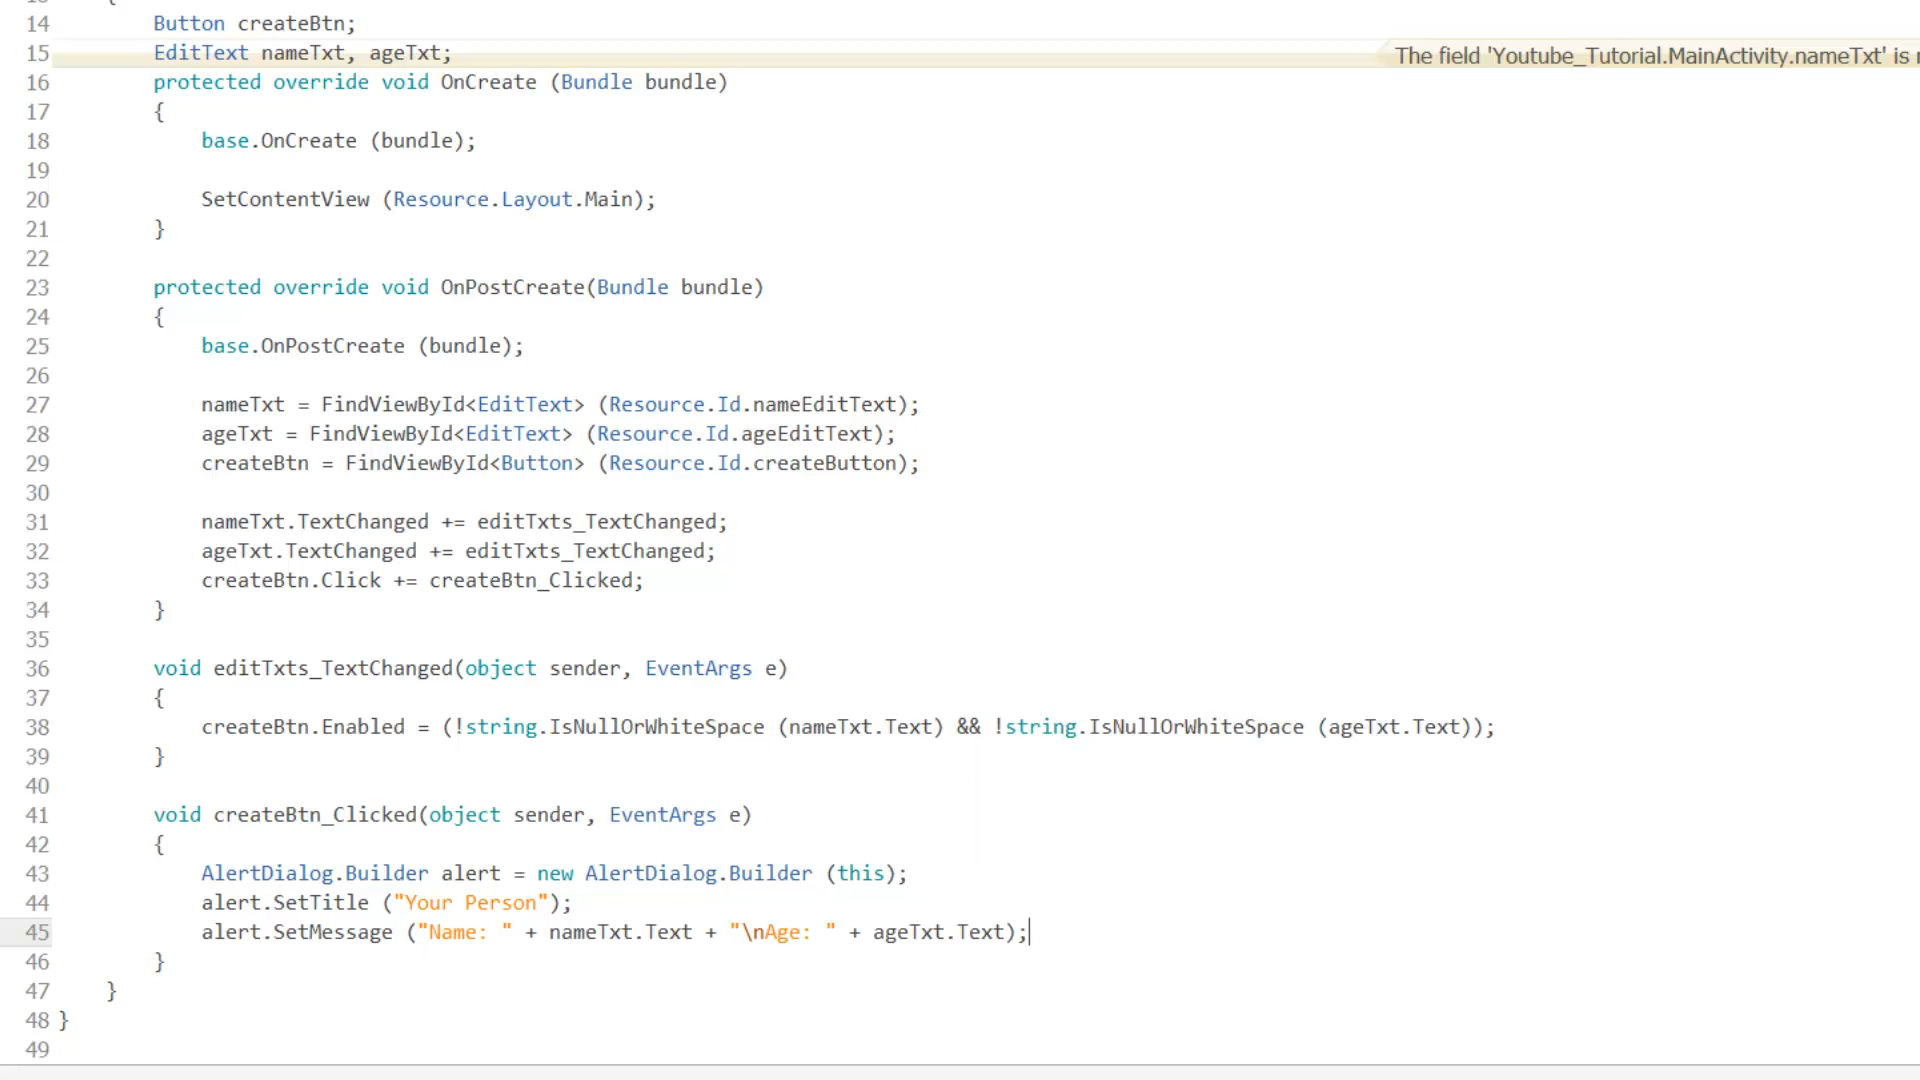 13 {
14 Button createBtn;
15 EditText nameTxt, ageTxt; The field 'Youtube_Tutorial.MainActivity.nameTxt' is
16 protected override void OnCreate (Bundle bundle)
17 {
18 base.OnCreate (bundle);
19
20 SetContentView (Resource.Layout.Main);
21 }
22
23 protected override void OnPostCreate(Bundle bundle)
24 {
25 base.OnPostCreate (bundle);
26
27 nameTxt = FindViewById<EditText> (Resource.Id.nameEditText);
28 ageTxt = FindViewById<EditText> (Resource.Id.ageEditText);
29 createBtn = FindViewById<Button> (Resource.Id.createButton);
30
31 nameTxt.TextChanged += editTxts_TextChanged;
32 ageTxt.TextChanged += editTxts_TextChanged;
33 createBtn.Click += createBtn_Clicked;
34 }
35
36 void editTxts_TextChanged(object sender, EventArgs e)
37 {
38 createBtn.Enabled = (!string.IsNullOrWhiteSpace (nameTxt.Text) && !string.IsNullOrWhiteSpace (ageTxt.Text));
39 }
40
41 void createBtn_Clicked(object sender, EventArgs e)
42 {
43 AlertDialog.Builder alert = new AlertDialog.Builder (this);
44 alert.SetTitle ("Your Person");
45 alert.SetMessage ("Name: " + nameTxt.Text + "\nAge: " + ageTxt.Text);
46 }
47 }
48 }
49